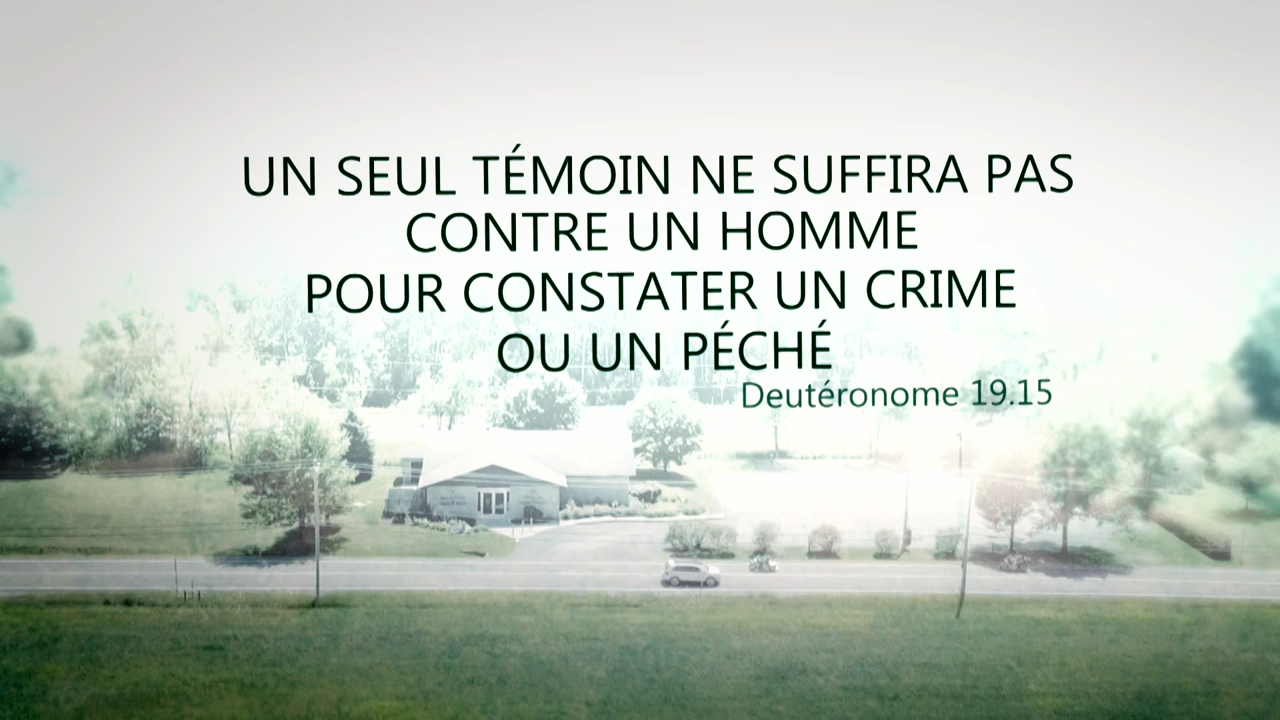 UN SEUL TÉMOIN NE SUFFIRA PAS
CONTRE UN HOMME
POUR CONSTATER UN CRIME
OU UN PÉCHÉ
Deutéronome 19.15